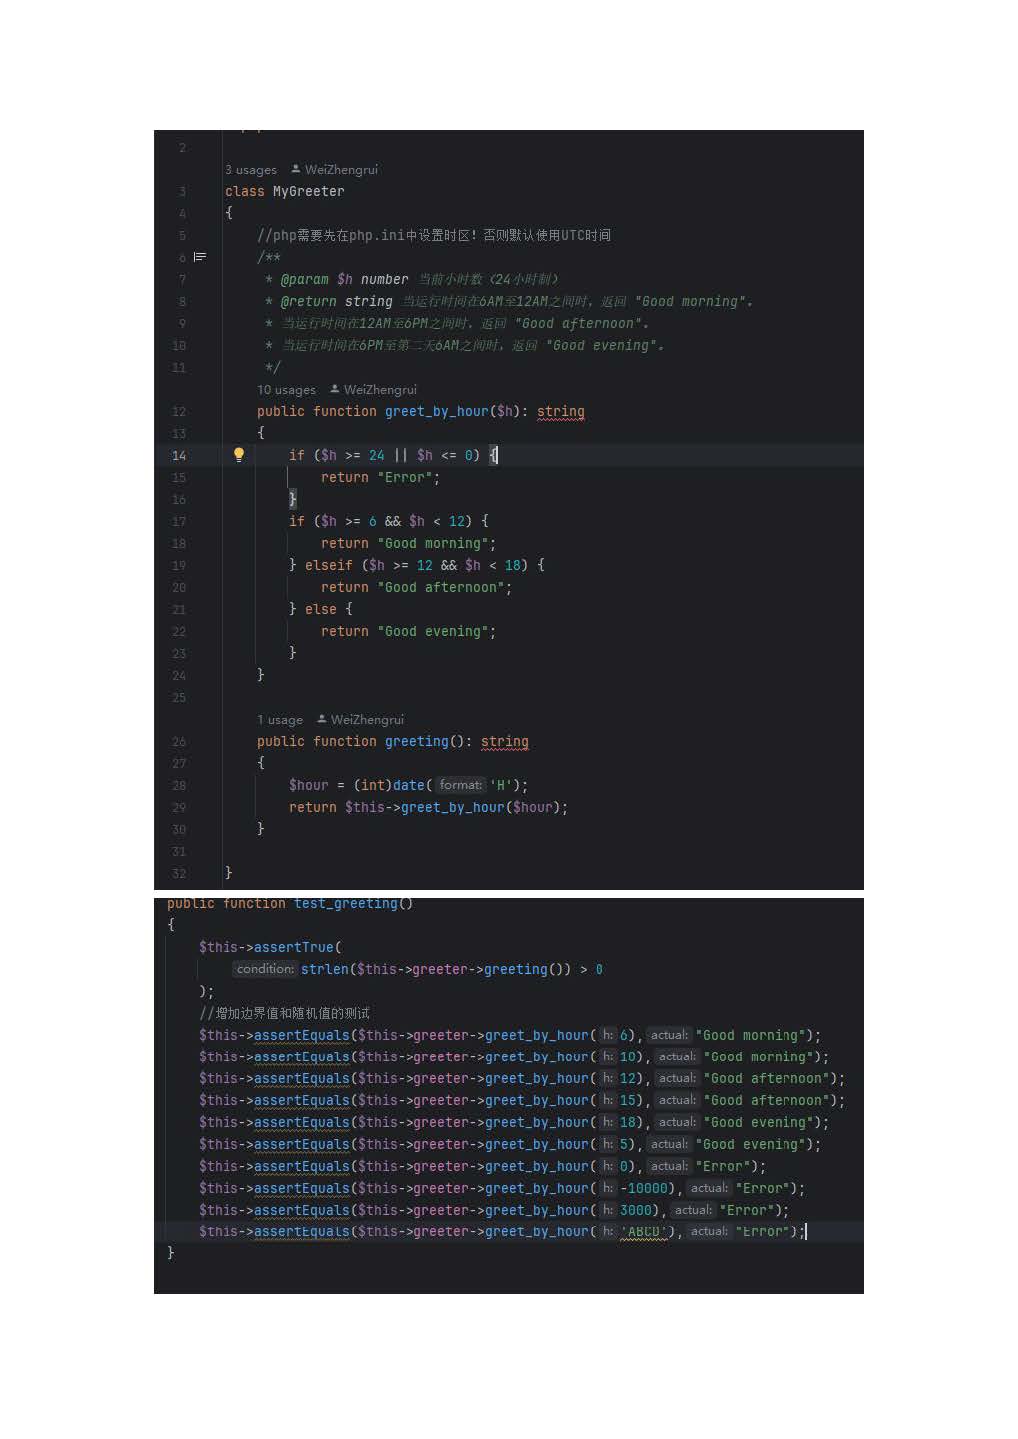 2
3 usages WeiZhengrui
3 class MyGreeter
4 {
5 //php需要先在php.ini中设置时区！否则默认使用UTC时间
6 /**
7 * @param $h number 当前小时数（24小时制）
8 * @return string 当运行时间在6AM至12AM之间时，返回 "Good morning"。
9 * 当运行时间在12AM至6PM之间时，返回 "Good afternoon"。
10 * 当运行时间在6PM至第二天6AM之间时，返回 "Good evening"。
11 */
10 usages WeiZhengrui
12 public function greet_by_hour($h): string
13 {
14 if ($h >= 24 || $h <= 0) {
15 return "Error";
16 }
17 if ($h >= 6 && $h < 12) {
18 return "Good morning";
19 } elseif ($h >= 12 && $h < 18) {
20 return "Good afternoon";
21 } else {
22 return "Good evening";
23 }
24 }
25
1 usage WeiZhengrui
26 public function greeting(): string
27 {
28 $hour = (int)date( format: 'H');
29 return $this->greet_by_hour($hour);
30 }
31
32 }
public function test_greeting()
{
$this->assertTrue(
condition: strlen($this->greeter->greeting()) > 0
);
//增加边界值和随机值的测试
$this->assertEquals($this->greeter->greet_by_hour( h: 6), actual: "Good morning");
$this->assertEquals($this->greeter->greet_by_hour( h: 10), actual: "Good morning");
$this->assertEquals($this->greeter->greet_by_hour( h: 12), actual: "Good afternoon");
$this->assertEquals($this->greeter->greet_by_hour( h: 15), actual: "Good afternoon");
$this->assertEquals($this->greeter->greet_by_hour( h: 18), actual: "Good evening");
$this->assertEquals($this->greeter->greet_by_hour( h: 5), actual: "Good evening");
$this->assertEquals($this->greeter->greet_by_hour( h: 0), actual: "Error");
$this->assertEquals($this->greeter->greet_by_hour( h: -10000), actual: "Error");
$this->assertEquals($this->greeter->greet_by_hour( h: 3000), actual: "Error");
$this->assertEquals($this->greeter->greet_by_hour( h: 'ABCD'), actual: "Error");
}